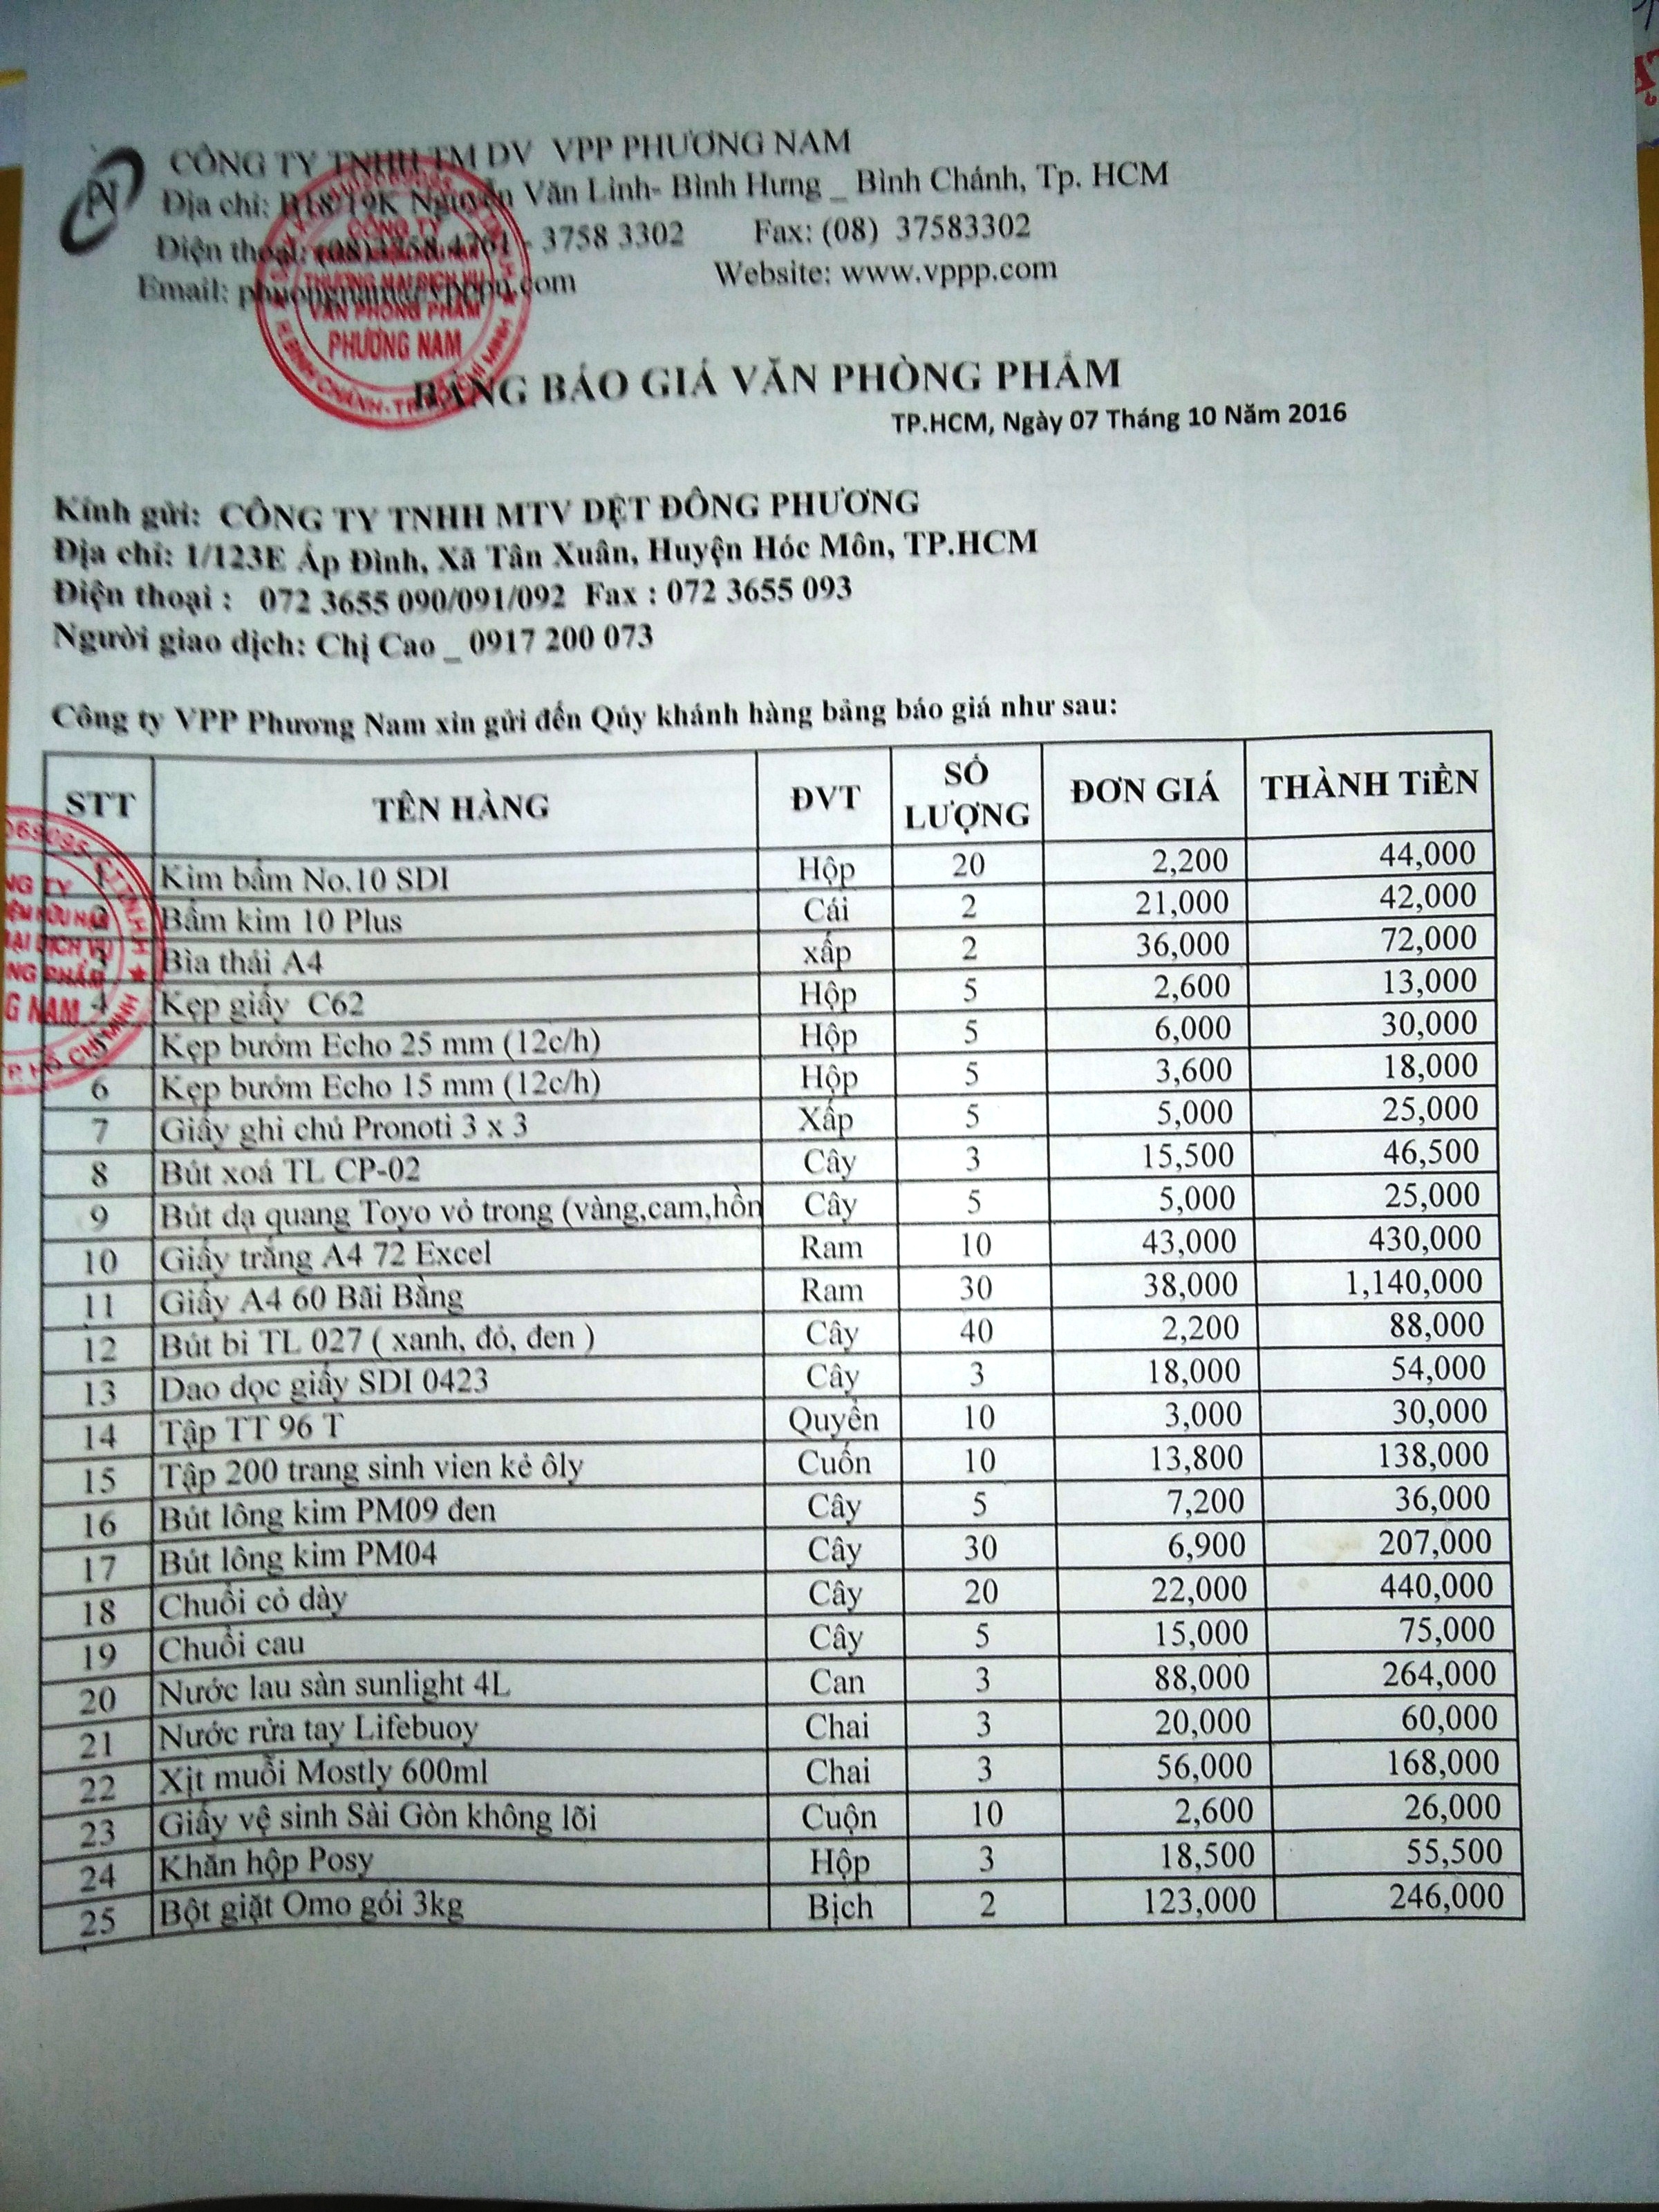 PN
CÔNG TY TNHH TM DV VPP PHƯƠNG NAM
Địa chỉ: B18/19K Nguyễn Văn Linh- Bình Hưng _ Bình Chánh, Tp. HCM
Điện thoại: (08)3758 4761 - 3758 3302 Fax: (08) 37583302
Email: Website: www.vppp.com
CÔNG TY
THƯƠNG MẠI DỊCH VỤ
VĂN PHÒNG PHẨM
PHƯƠNG NAM
BẢNG BÁO GIÁ VĂN PHÒNG PHẨM
TP.HCM, Ngày 07 Tháng 10 Năm 2016
Kính gửi: CÔNG TY TNHH MTV DỆT ĐÔNG PHƯƠNG
Địa chỉ: 1/123E Ấp Đình, Xã Tân Xuân, Huyện Hóc Môn, TP.HCM
Điện thoại : 072 3655 090/091/092 Fax : 072 3655 093
Người giao dịch: Chị Cao _ 0917 200 073
Công ty VPP Phương Nam xin gửi đến Qúy khánh hàng bảng báo giá như sau:
STT TÊN HÀNG ĐVT SỐ LƯỢNG ĐƠN GIÁ THÀNH TiỀN
1 Kim bấm No.10 SDI Hộp 20 2,200 44,000
2 Bấm kim 10 Plus Cái 2 21,000 42,000
3 Bìa thái A4 xấp 2 36,000 72,000
4 Kẹp giấy C62 Hộp 5 2,600 13,000
5 Kẹp bướm Echo 25 mm (12c/h) Hộp 5 6,000 30,000
6 Kẹp bướm Echo 15 mm (12c/h) Hộp 5 3,600 18,000
7 Giấy ghi chú Pronoti 3 x 3 Xấp 5 5,000 25,000
8 Bút xoá TL CP-02 Cây 3 15,500 46,500
9 Bút dạ quang Toyo vỏ trong (vàng,cam,hồn Cây 5 5,000 25,000
10 Giấy trắng A4 72 Excel Ram 10 43,000 430,000
11 Giấy A4 60 Bãi Bằng Ram 30 38,000 1,140,000
12 Bút bi TL 027 ( xanh, đỏ, đen ) Cây 40 2,200 88,000
13 Dao dọc giấy SDI 0423 Cây 3 18,000 54,000
14 Tập TT 96 T Quyển 10 3,000 30,000
15 Tập 200 trang sinh vien kẻ ôly Cuốn 10 13,800 138,000
16 Bút lông kim PM09 đen Cây 5 7,200 36,000
17 Bút lông kim PM04 Cây 30 6,900 207,000
18 Chuổi cỏ dày Cây 20 22,000 440,000
19 Chuổi cau Cây 5 15,000 75,000
20 Nước lau sàn sunlight 4L Can 3 88,000 264,000
21 Nước rửa tay Lifebuoy Chai 3 20,000 60,000
22 Xịt muỗi Mostly 600ml Chai 3 56,000 168,000
23 Giấy vệ sinh Sài Gòn không lõi Cuộn 10 2,600 26,000
24 Khăn hộp Posy Hộp 3 18,500 55,500
25 Bột giặt Omo gói 3kg Bịch 2 123,000 246,000